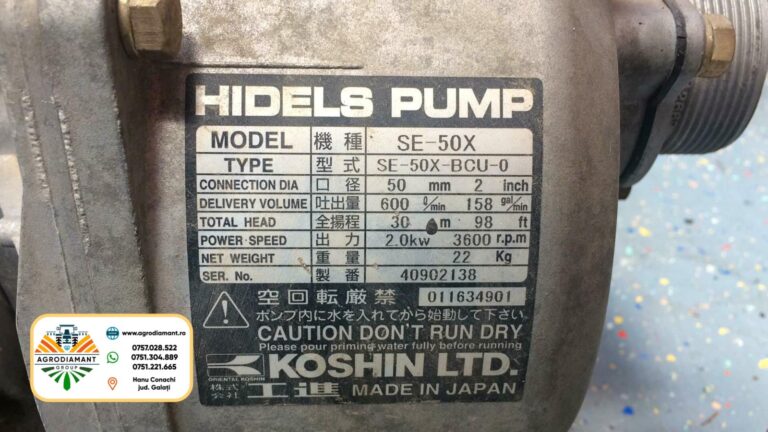 HIDELS PUMP
MODEL 機種 SE-50X
TYPE 型式 SE-50X-BCU-0
CONNECTION DIA 口径 50 mm 2 inch
DELIVERY VOLUME 吐出量 600 ℓ/min 158 gal/min
TOTAL HEAD 全揚程 30 m 98 ft
POWER·SPEED 出力 2.0kw 3600 r.p.m
NET WEIGHT 重量 22 Kg
SER. No. 製番 40902138
空回転厳禁 011634901
ポンプ内に水を入れてから始動して下さい
CAUTION DON'T RUN DRY
Please pour priming water fully before running
KOSHIN LTD.
ORIENTAL KOSHIN
株式会社 工進 MADE IN JAPAN
AGRODIAMANT
GROUP
www.agrodiamant.ro
0757.028.522
0751.304.889
0751.221.665
Hanu Conachi
jud. Galați